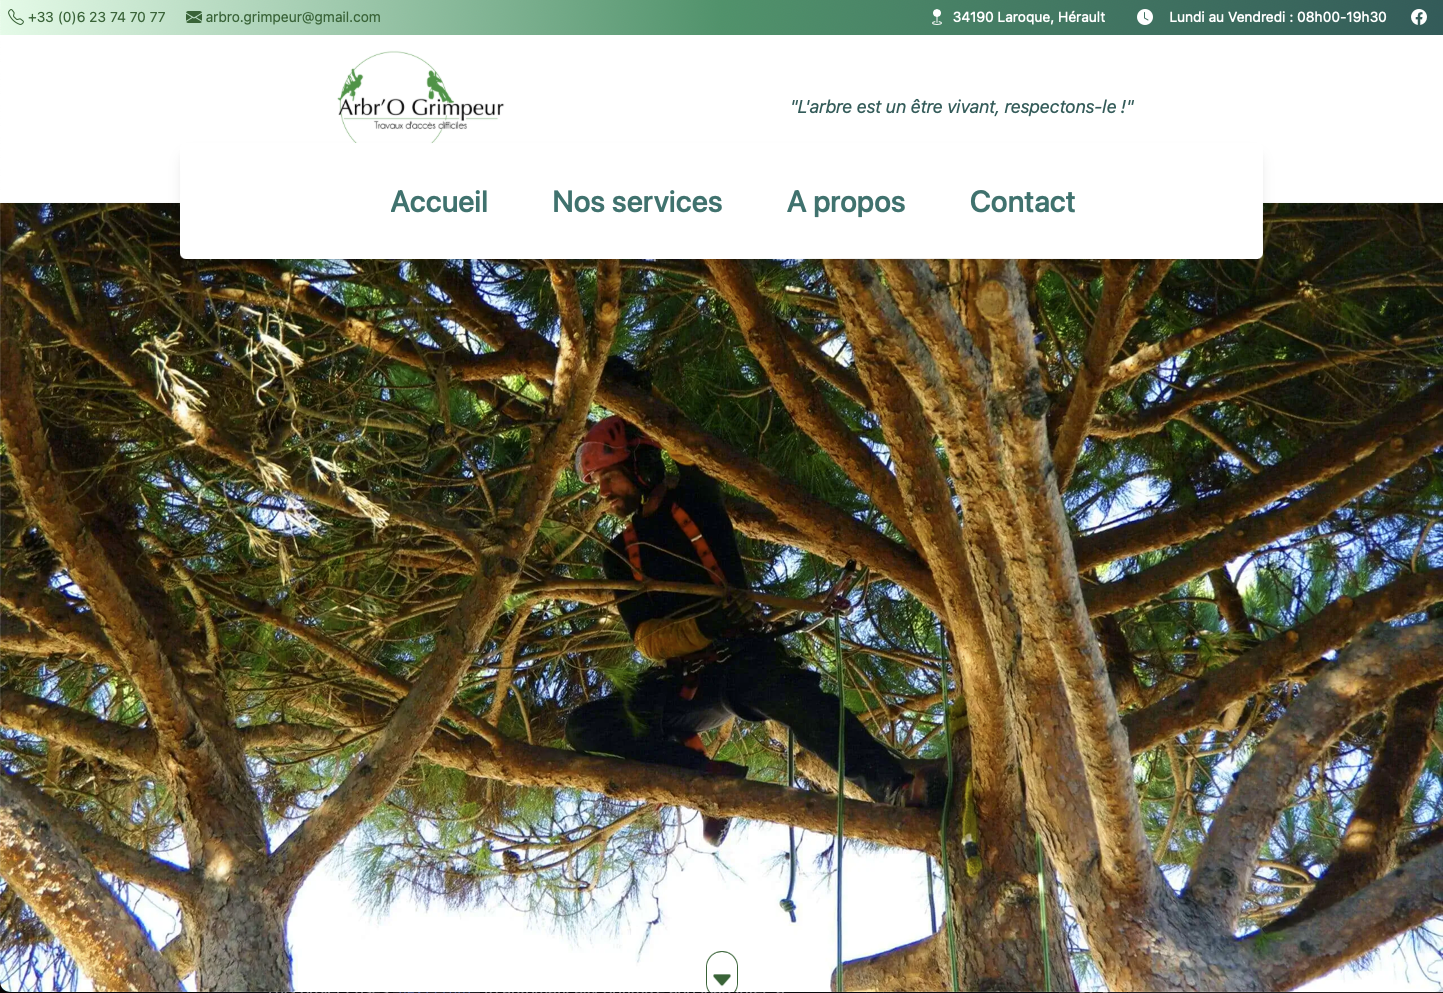 +33 (0)6 23 74 70 77 arbro.grimpeur@gmail.com 34190 Laroque, Hérault Lundi au Vendredi : 08h00-19h30
Arbr'O Grimpeur
Travaux d'accès difficiles
"L'arbre est un être vivant, respectons-le !"
Accueil Nos services A propos Contact